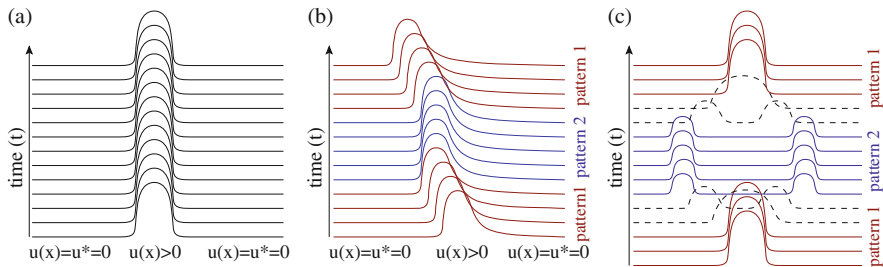 (a)
time (t)
u(x)=u*=0
u(x)>0
u(x)=u*=0
(b)
time (t)
pattern 1
pattern 2
pattern1
u(x)=u*=0
u(x)>0
u(x)=u*=0
(c)
time (t)
pattern 1
pattern 2
pattern 1